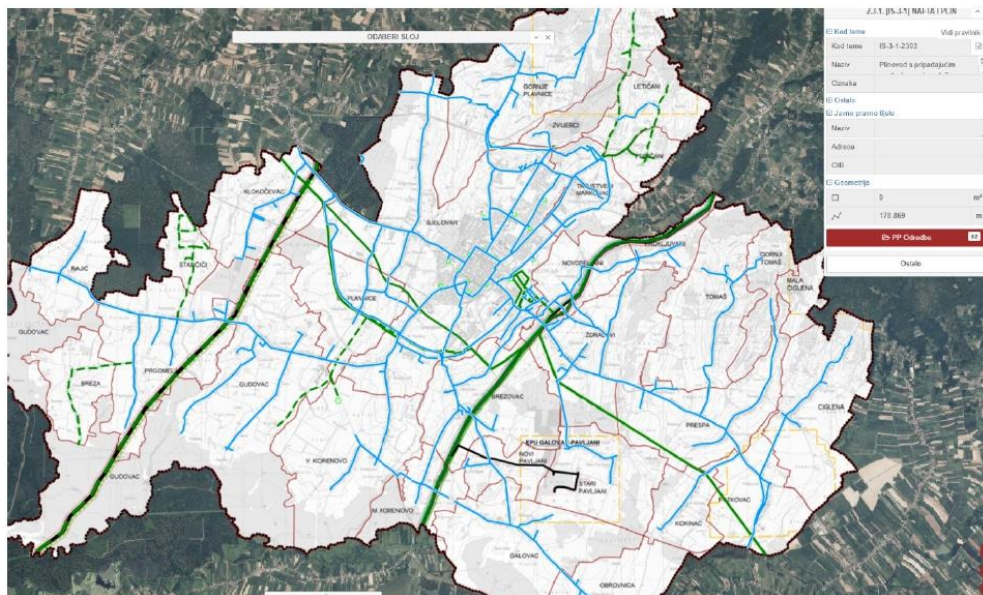 2.3.1. [IS-3-1] NAFTA I PLIN
ODABERI SLOJ
Kod teme Vidi pravilnik
Kod teme IS-3-1-2303
Naziv Plinovod s pripadajućim
Oznaka
Ostalo
Javno pravno tijelo
Naziv
Adresa
OIB
Geometrija
0 m²
178.869 m
PP Odredbe 42
Ostalo
GORNJE
PLAVNICE
LETIČANI
ZVIJERCI
LETIČANI
TROJSTVENI
MARKOVAC
KLOKOČEVAC
BJELOVAR
STANČIĆI
RAJIĆ
NOVOSELJANI
GORNJI
TOMAŠ
MALA
CIGLENA
TOMAŠ
PLAVNICE
GUDOVAC
ŽDRALOVI
PRGOMELJE
BREZA
GUDOVAC
BREZOVAC
CIGLENA
PRESPA
EPU GALOVAC-PAVLJANI
NOVI
PAVLJANI
V. KORENOVO
STARI
PAVLJANI
GUDOVAC
PATKOVAC
M. KORENOVO
KOKINAC
GALOVAC
OBROVNICA